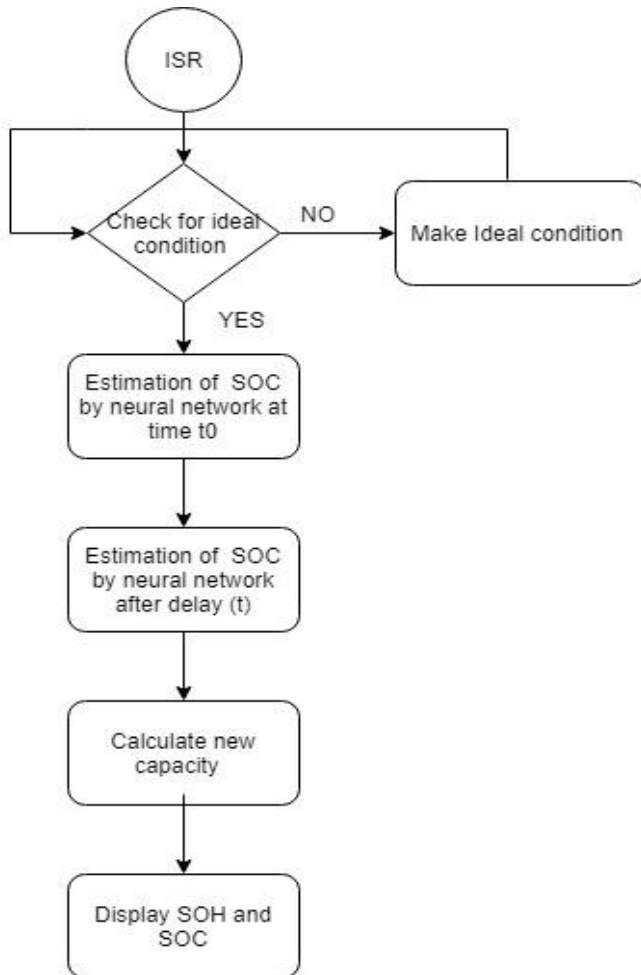 ISR
Check for ideal
condition
NO
Make Ideal condition
YES
Estimation of SOC
by neural network at
time t0
Estimation of SOC
by neural network
after delay (t)
Calculate new
capacity
Display SOH and
SOC